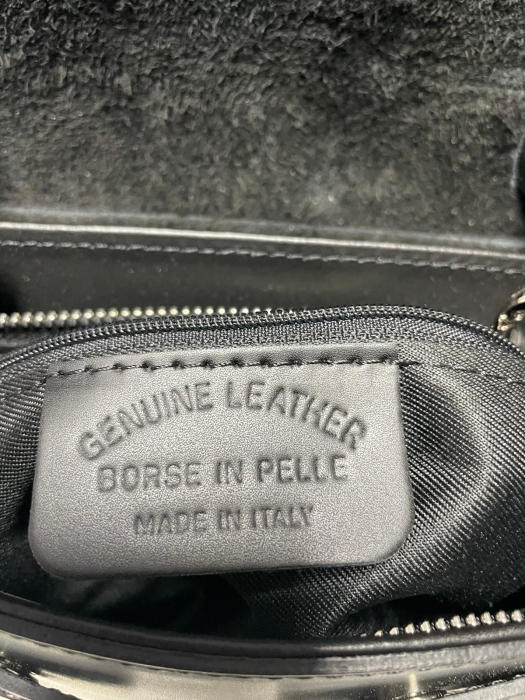 GENUINE LEATHER
BORSE IN PELLE
MADE IN ITALY